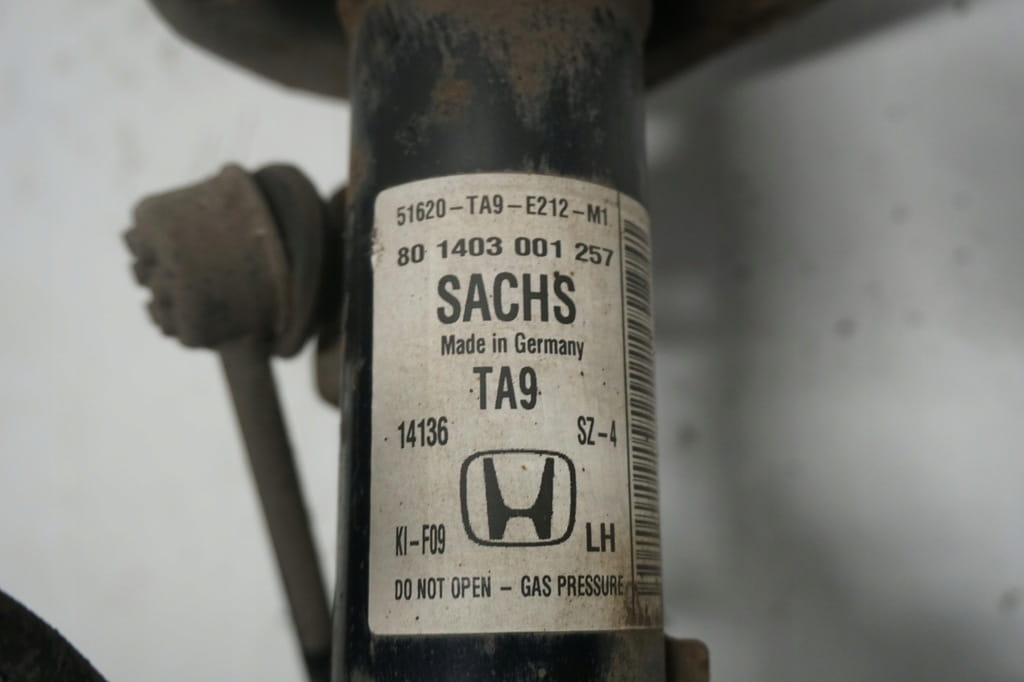 51620-TA9-E212-M1
80 1403 001 257
SACHS
Made in Germany
TA9
14136 SZ-4
KI-F09 LH
DO NOT OPEN - GAS PRESSURE